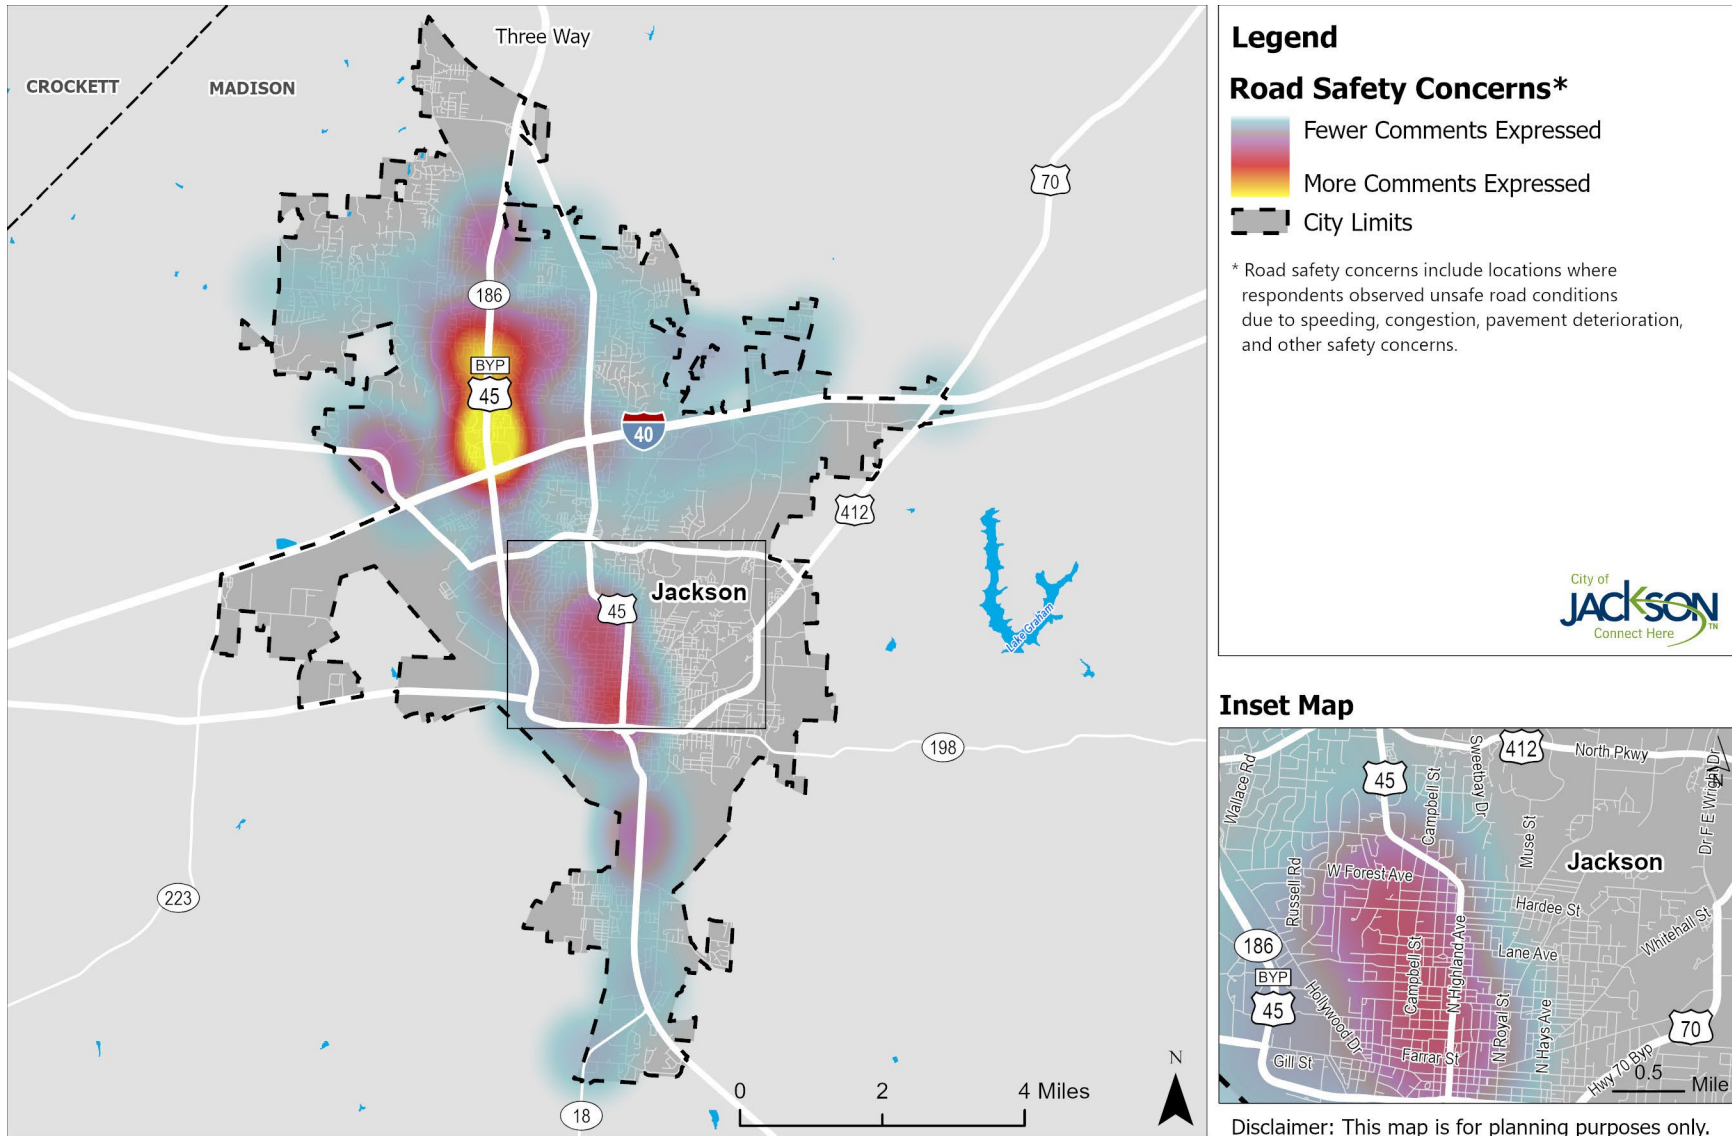 Three Way
CROCKETT
MADISON
70
186
BYP
45
40
412
Jackson
45
Lake Graham
198
223
18
0 2 4 Miles
N
Legend
Road Safety Concerns*
Fewer Comments Expressed
More Comments Expressed
City Limits
* Road safety concerns include locations where
respondents observed unsafe road conditions
due to speeding, congestion, pavement deterioration,
and other safety concerns.
City of
JACKSON
TN
Connect Here
Inset Map
412
North Pkwy
45
Wallace Rd
Campbell St
Sweetbay Dr
Dr F E Wright Dr
N
Muse St
Jackson
W Forest Ave
Russell Rd
Hardee St
Whitehall St
N Highland Ave
Campbell St
Lane Ave
186
BYP
45
Hollywood Dr
N Royal St
N Hays Ave
70
Farrar St
Gill St
Hwy 70 Byp
0.5
Mile
Disclaimer: This map is for planning purposes only.